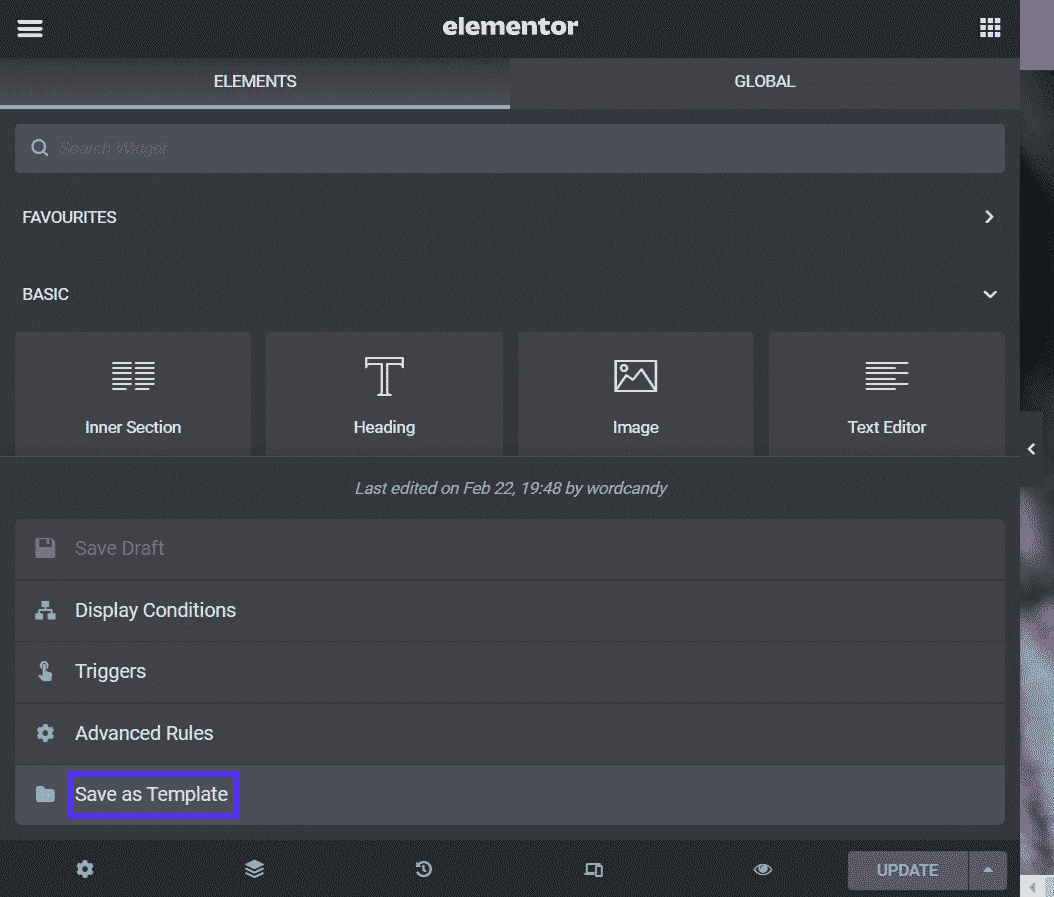 elementor
ELEMENTS
GLOBAL
Search Widget
FAVOURITES
BASIC
Inner Section
Heading
Image
Text Editor
Last edited on Feb 22, 19:48 by wordcandy
Save Draft
Display Conditions
Triggers
Advanced Rules
Save as Template
UPDATE